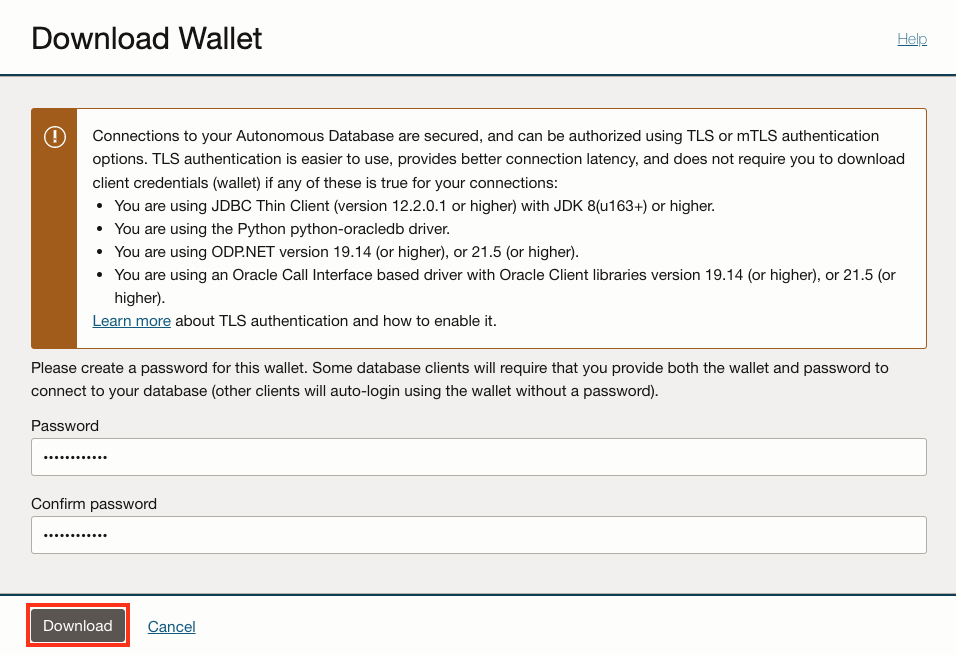 Download Wallet
Help
Connections to your Autonomous Database are secured, and can be authorized using TLS or mTLS authentication
options. TLS authentication is easier to use, provides better connection latency, and does not require you to download
client credentials (wallet) if any of these is true for your connections:
• You are using JDBC Thin Client (version 12.2.0.1 or higher) with JDK 8(u163+) or higher.
• You are using the Python python-oracledb driver.
• You are using ODP.NET version 19.14 (or higher), or 21.5 (or higher).
• You are using an Oracle Call Interface based driver with Oracle Client libraries version 19.14 (or higher), or 21.5 (or
higher).
Learn more about TLS authentication and how to enable it.
Please create a password for this wallet. Some database clients will require that you provide both the wallet and password to
connect to your database (other clients will auto-login using the wallet without a password).
Password
••••••••••••
Confirm password
••••••••••••
Download
Cancel